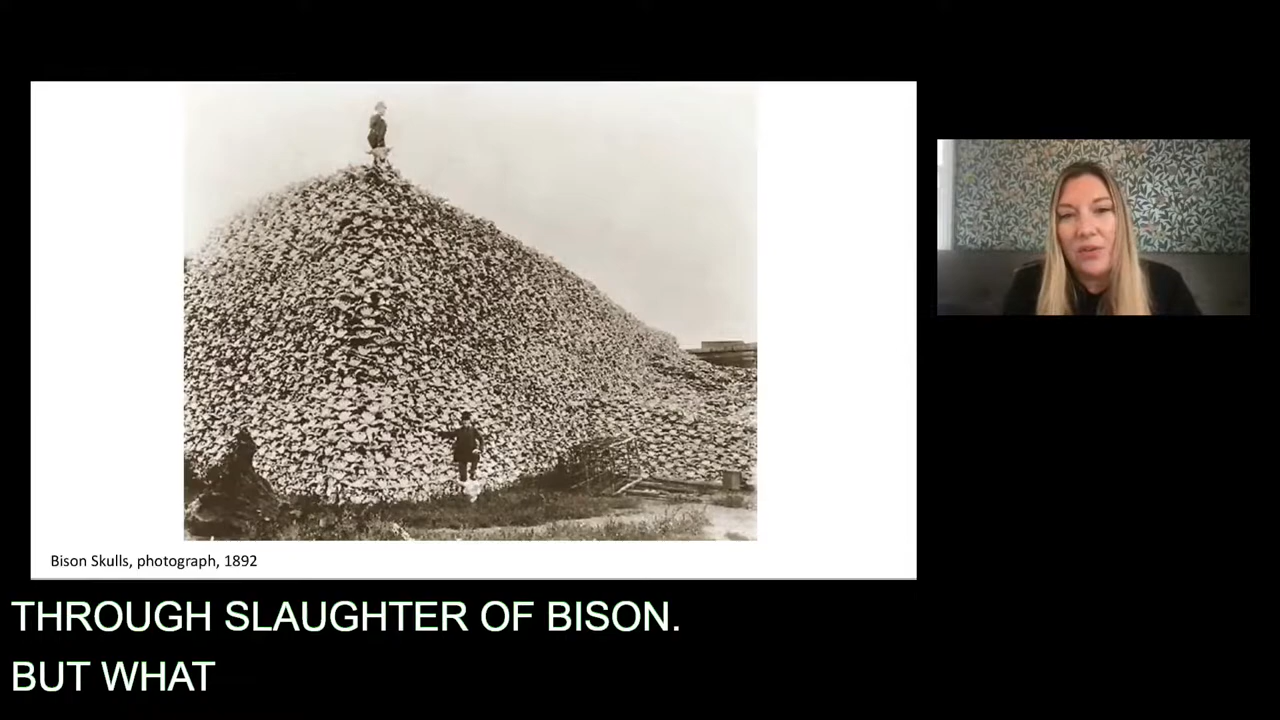 Bison Skulls, photograph, 1892
THROUGH SLAUGHTER OF BISON.
BUT WHAT